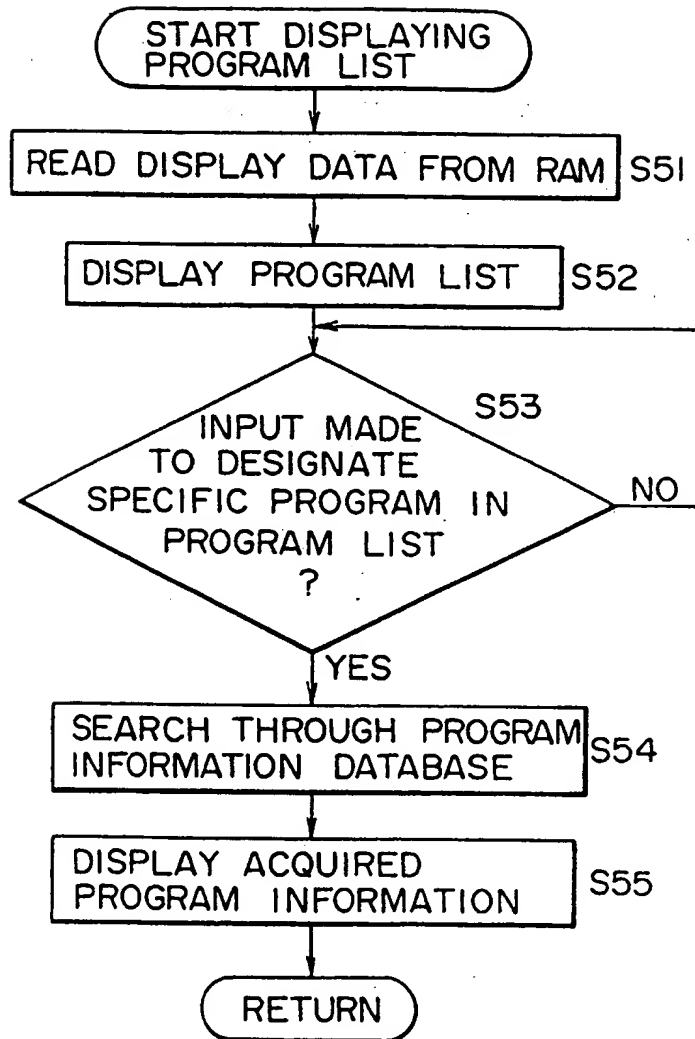 START DISPLAYING
PROGRAM LIST
READ DISPLAY DATA FROM RAM
S51
DISPLAY PROGRAM LIST
S52
S53
INPUT MADE
TO DESIGNATE
SPECIFIC PROGRAM IN
PROGRAM LIST
?
NO
YES
SEARCH THROUGH PROGRAM
INFORMATION DATABASE
S54
DISPLAY ACQUIRED
PROGRAM INFORMATION
S55
RETURN